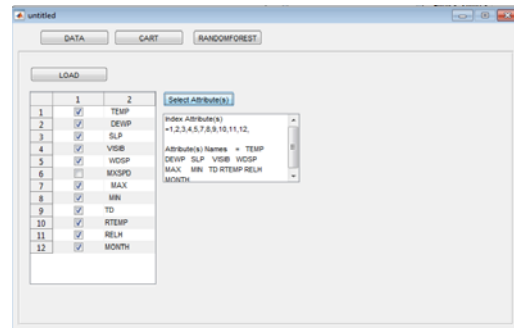 untitled
DATA CART RANDOMFOREST
LOAD
Select Attribute(s)
1 2
1 TEMP
2 DEWP
3 SLP
4 VISIB
5 WDSP
6 MXSPD
7 MAX
8 MIN
9 TD
10 RTEMP
11 RELH
12 MONTH
Index Attribute(s)
=1,2,3,4,5,7,8,9,10,11,12,
Attribute(s) Names = TEMP
DEWP SLP VISIB WDSP
MAX MIN TD RTEMP RELH
MONTH